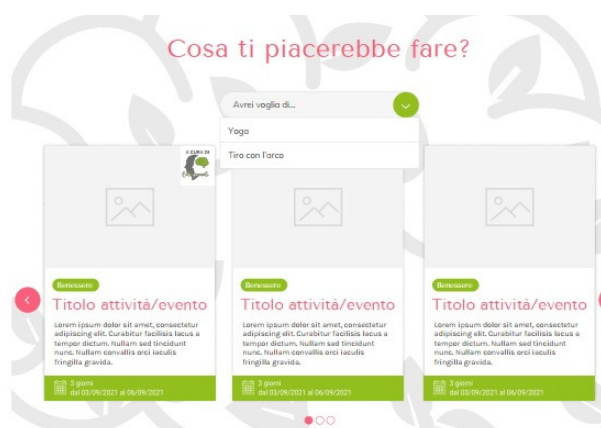 Cosa ti piacerebbe fare?
Avrei voglia di...
Yoga
Tiro con l'arco
A CURA DI
Benessere
Titolo attività/evento
Lorem ipsum dolor sit amet, consectetur
adipiscing elit. Curabitur facilisis lacus a
tempor dictum. Nullam sed tincidunt
nunc. Nullam convallis orci iaculis
fringilla gravida.
3 giorni
dal 03/09/2021 al 06/09/2021
Benessere
Titolo attività/evento
Lorem ipsum dolor sit amet, consectetur
adipiscing elit. Curabitur facilisis lacus a
tempor dictum. Nullam sed tincidunt
nunc. Nullam convallis orci iaculis
fringilla gravida.
3 giorni
dal 03/09/2021 al 06/09/2021
Benessere
Titolo attività/evento
Lorem ipsum dolor sit amet, consectetur
adipiscing elit. Curabitur facilisis lacus a
tempor dictum. Nullam sed tincidunt
nunc. Nullam convallis orci iaculis
fringilla gravida.
3 giorni
dal 03/09/2021 al 06/09/2021